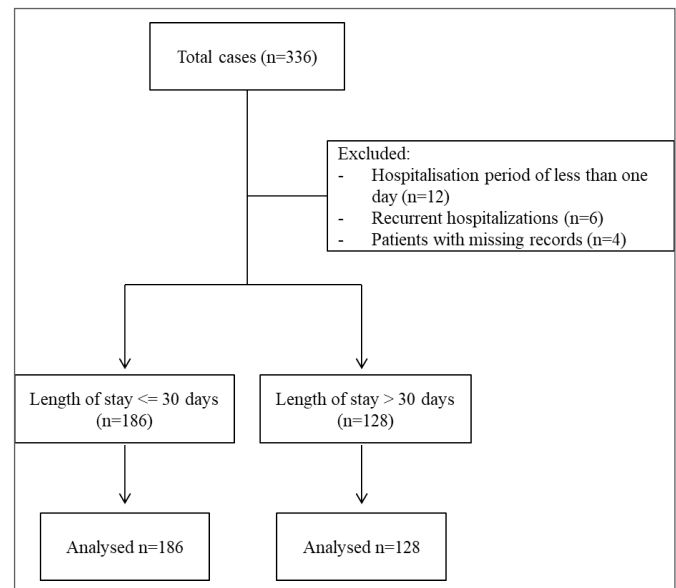 Total cases (n=336)
Excluded:
- Hospitalisation period of less than one
day (n=12)
- Recurrent hospitalizations (n=6)
- Patients with missing records (n=4)
Length of stay <= 30 days
(n=186)
Length of stay > 30 days
(n=128)
Analysed n=186
Analysed n=128